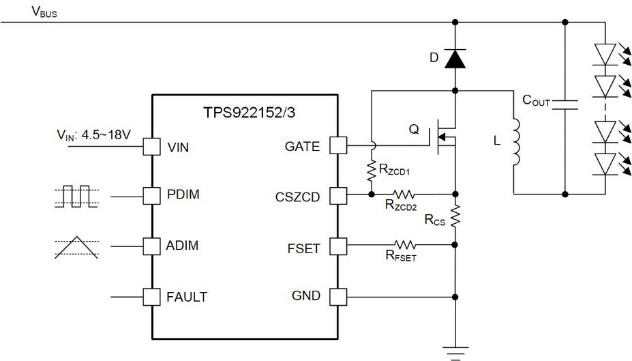 VBUS
D
TPS922152/3
COUT
VIN: 4.5~18V
VIN
GATE
Q
L
RZCD1
PDIM
CSZCD
RZCD2
RCS
ADIM
FSET
RFSET
FAULT
GND